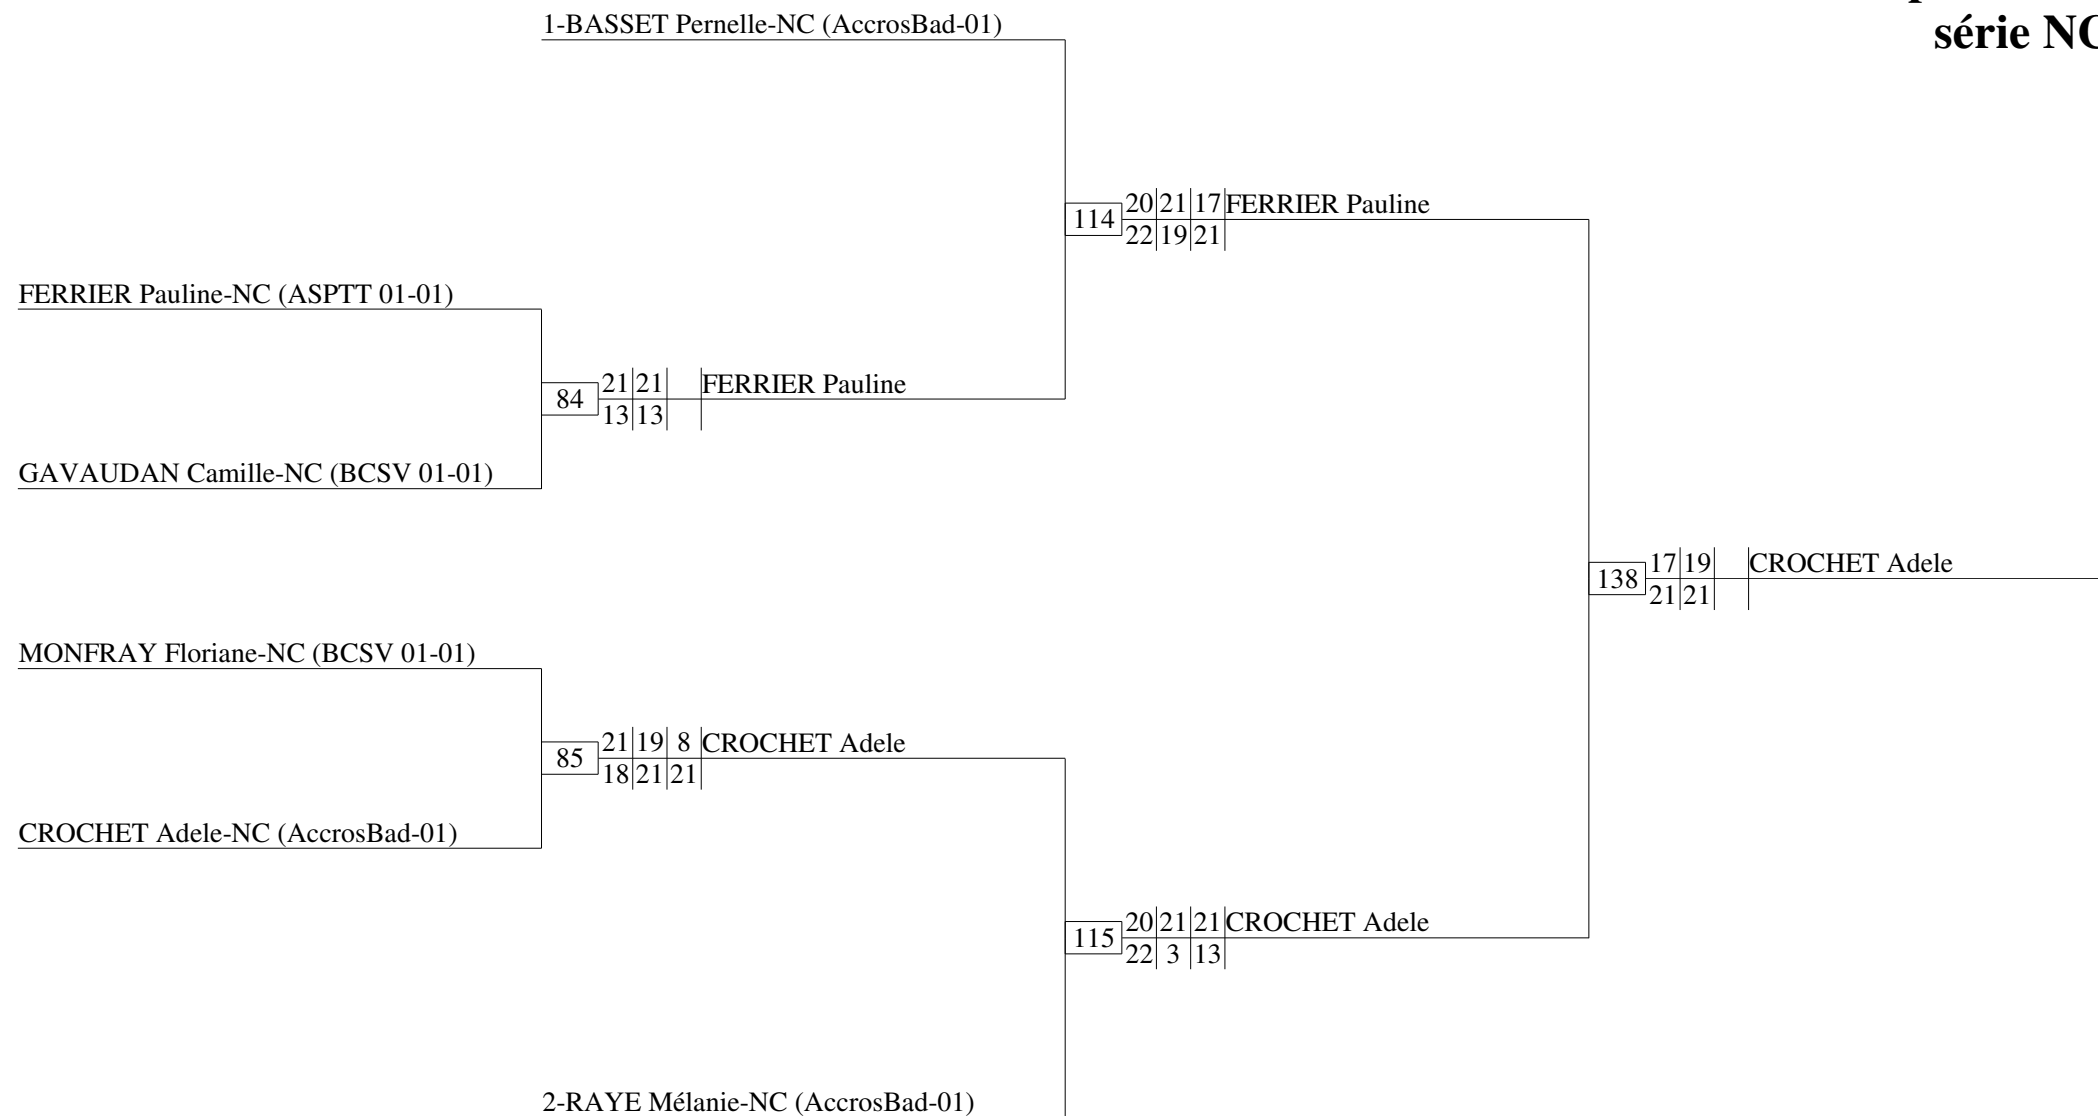 1-BASSET Pernelle-NC (AccrosBad-01)
série NC
20 21 17 FERRIER Pauline
114
22 19 21
FERRIER Pauline-NC (ASPTT 01-01)
21 21 FERRIER Pauline
84
13 13
GAVAUDAN Camille-NC (BCSV 01-01)
17 19 CROCHET Adele
138
21 21
MONFRAY Floriane-NC (BCSV 01-01)
21 19 8 CROCHET Adele
85
18 21 21
CROCHET Adele-NC (AccrosBad-01)
20 21 21 CROCHET Adele
115
22 3 13
2-RAYE Mélanie-NC (AccrosBad-01)